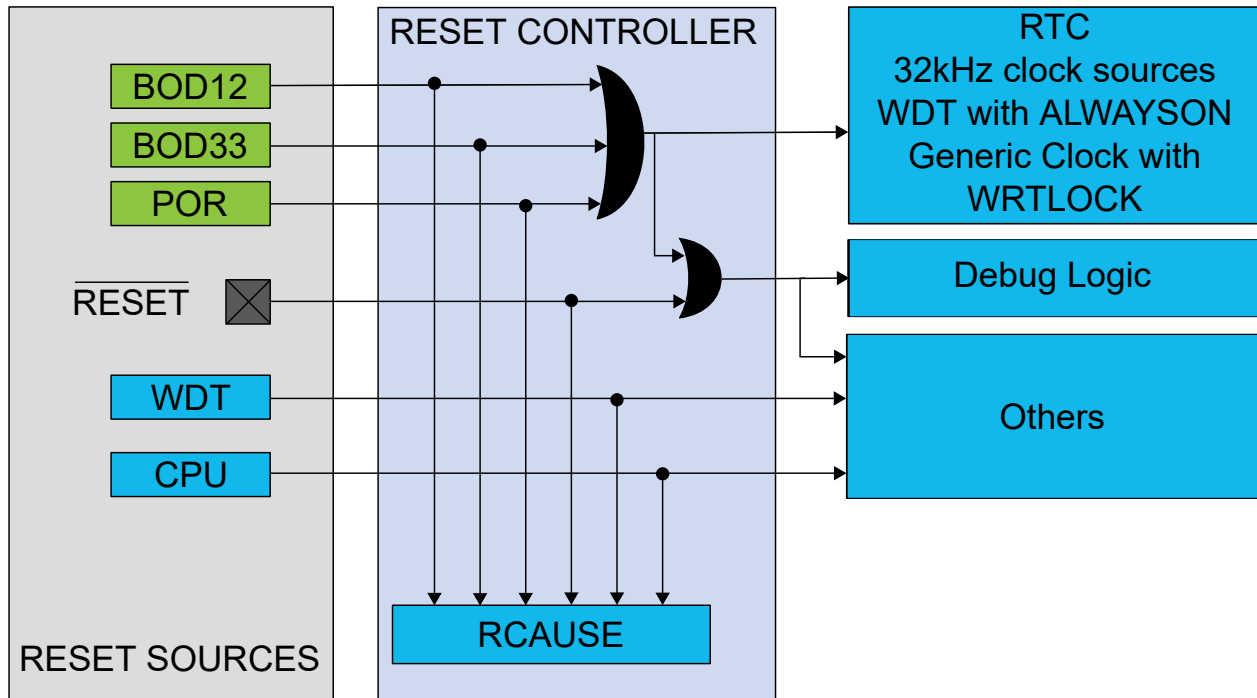 RESET SOURCES
BOD12
BOD33
POR
RESET
WDT
CPU
RESET CONTROLLER
RCAUSE
RTC
32kHz clock sources
WDT with ALWAYSON
Generic Clock with
WRTLOCK
Debug Logic
Others